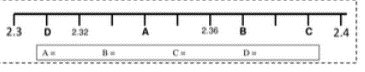 2.3 D 2.32 A 2.36 B C 2.4
A = B = C = D =